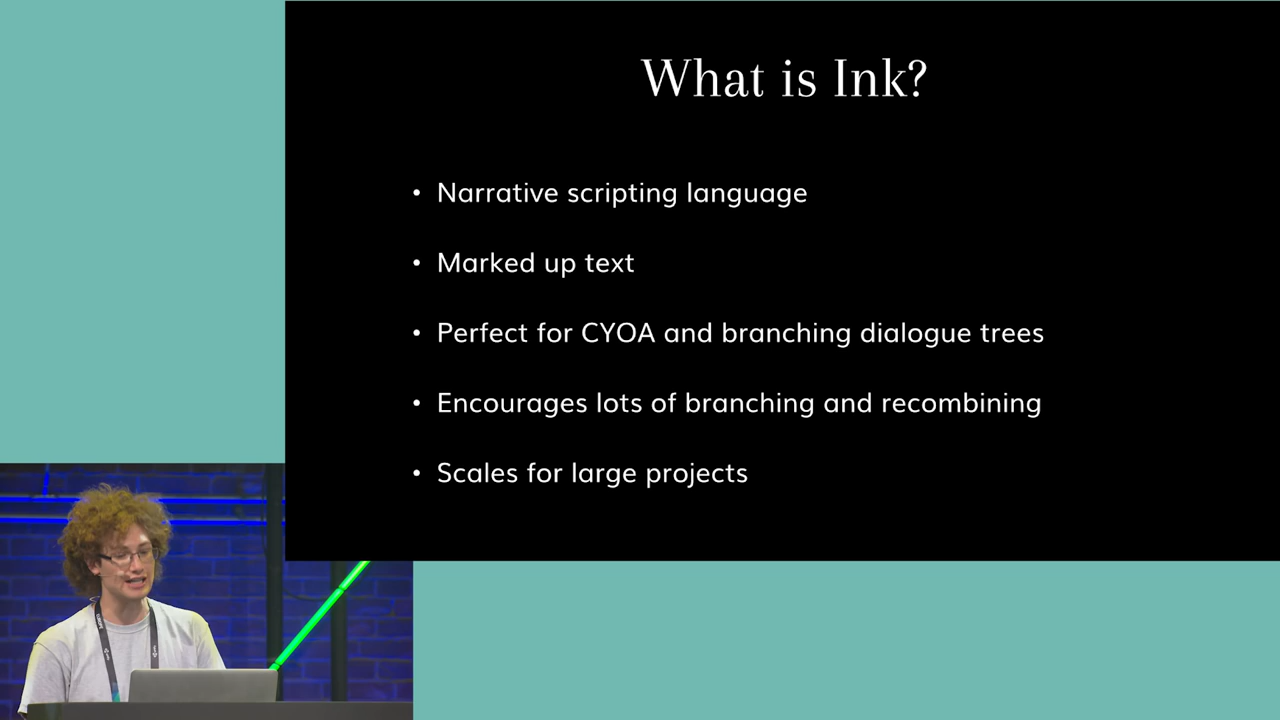 What is Ink?
• Narrative scripting language
• Marked up text
• Perfect for CYOA and branching dialogue trees
• Encourages lots of branching and recombining
• Scales for large projects